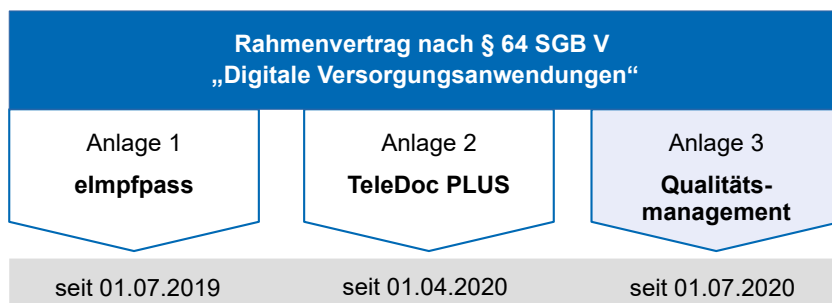 Rahmenvertrag nach § 64 SGB V
„Digitale Versorgungsanwendungen“
Anlage 1
eImpfpass
Anlage 2
TeleDoc PLUS
Anlage 3
Qualitäts-
management
seit 01.07.2019
seit 01.04.2020
seit 01.07.2020